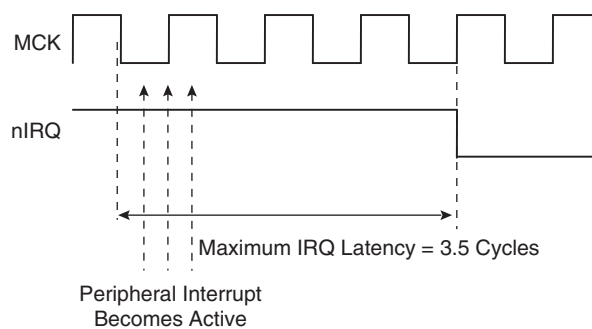 MCK
nIRQ
Maximum IRQ Latency = 3.5 Cycles
Peripheral Interrupt
Becomes Active